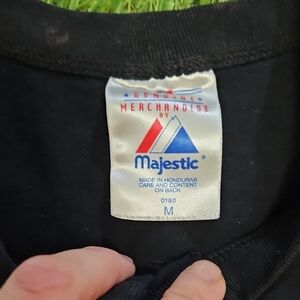 GENUINE
MERCHANDISE
BY
Majestic®
MADE IN HONDURAS
CARE AND CONTENT
ON BACK
0180
M